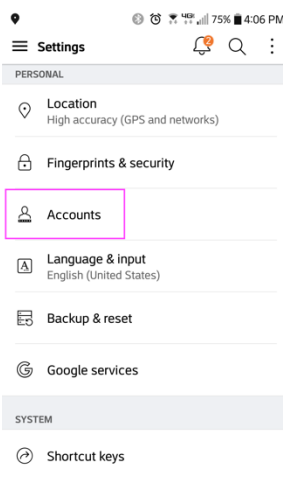 75% 4:06 PM
Settings 2
PERSONAL
Location
High accuracy (GPS and networks)
Fingerprints & security
Accounts
A Language & input
English (United States)
Backup & reset
G Google services
SYSTEM
Shortcut keys